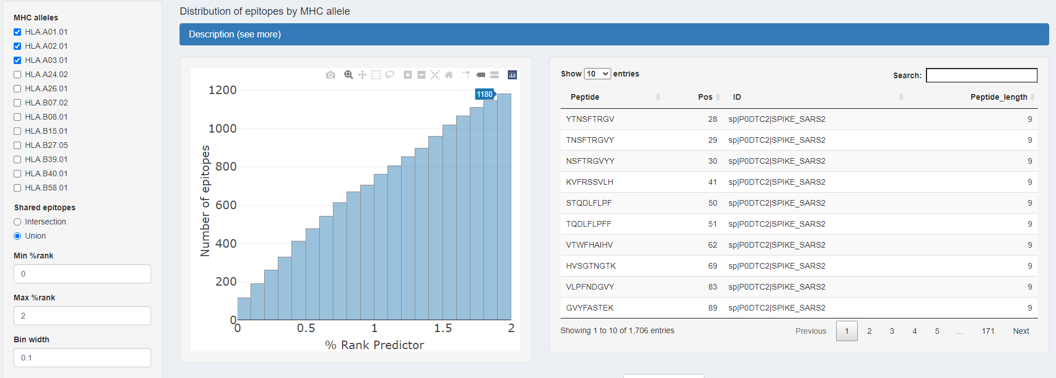 MHC alleles
HLA.A01.01
HLA.A02.01
HLA.A03.01
HLA.A24.02
HLA.A26.01
HLA.B07.02
HLA.B08.01
HLA.B15.01
HLA.B27.05
HLA.B39.01
HLA.B40.01
HLA.B58.01
Shared epitopes
Intersection
Union
Min %rank
0
Max %rank
2
Bin width
0.1
Distribution of epitopes by MHC allele
Description (see more)
1180
1200
1000
800
600
400
200
0
Number of epitopes
0 0.5 1 1.5 2
% Rank Predictor
Show 10 entries Search:
Peptide Pos ID Peptide_length
YTNSFTRGV 28 sp|P0DTC2|SPIKE_SARS2 9
TNSFTRGVY 29 sp|P0DTC2|SPIKE_SARS2 9
NSFTRGVYY 30 sp|P0DTC2|SPIKE_SARS2 9
KVFRSSVLH 41 sp|P0DTC2|SPIKE_SARS2 9
STQDLFLPF 50 sp|P0DTC2|SPIKE_SARS2 9
TQDLFLPFF 51 sp|P0DTC2|SPIKE_SARS2 9
VTWFHAIHV 62 sp|P0DTC2|SPIKE_SARS2 9
HVSGTNGTK 69 sp|P0DTC2|SPIKE_SARS2 9
VLPFNDGVY 83 sp|P0DTC2|SPIKE_SARS2 9
GVYFASTEK 89 sp|P0DTC2|SPIKE_SARS2 9
Showing 1 to 10 of 1,706 entries Previous 1 2 3 4 5 … 171 Next